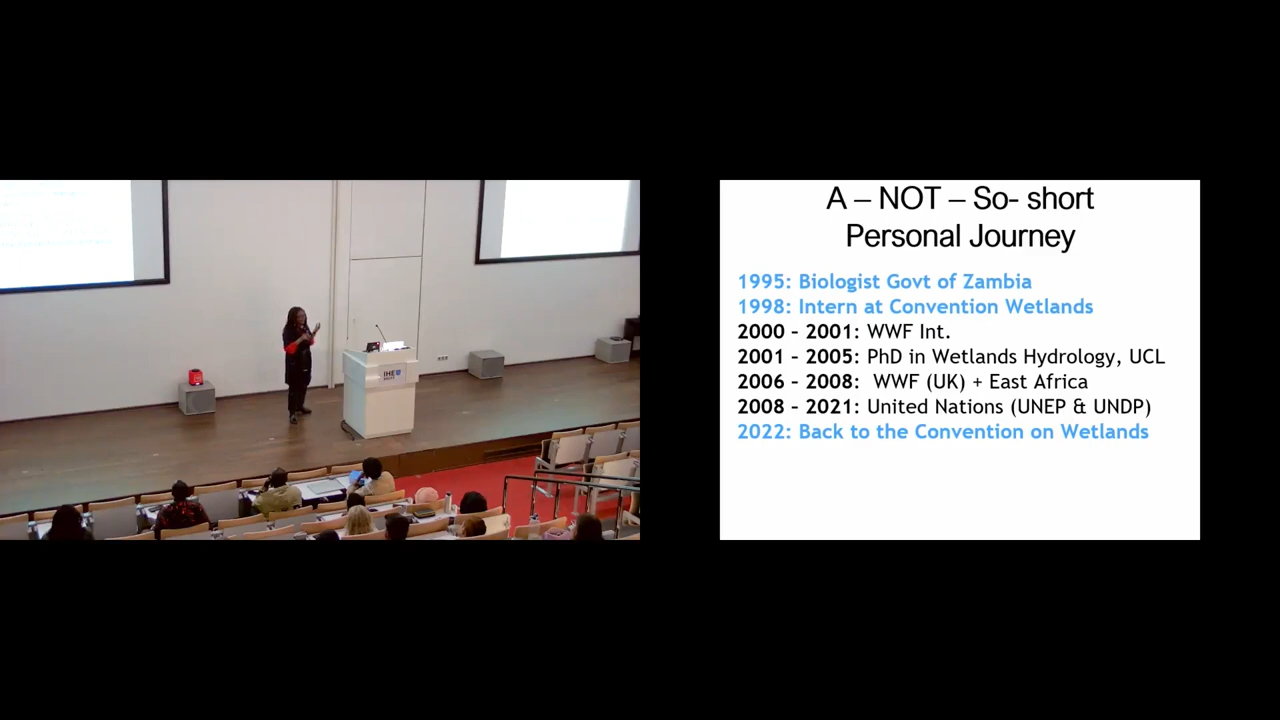 IHE
A – NOT – So- short
Personal Journey
1995: Biologist Govt of Zambia
1998: Intern at Convention Wetlands
2000 – 2001: WWF Int.
2001 – 2005: PhD in Wetlands Hydrology, UCL
2006 – 2008:  WWF (UK) + East Africa
2008 – 2021: United Nations (UNEP & UNDP)
2022: Back to the Convention on Wetlands